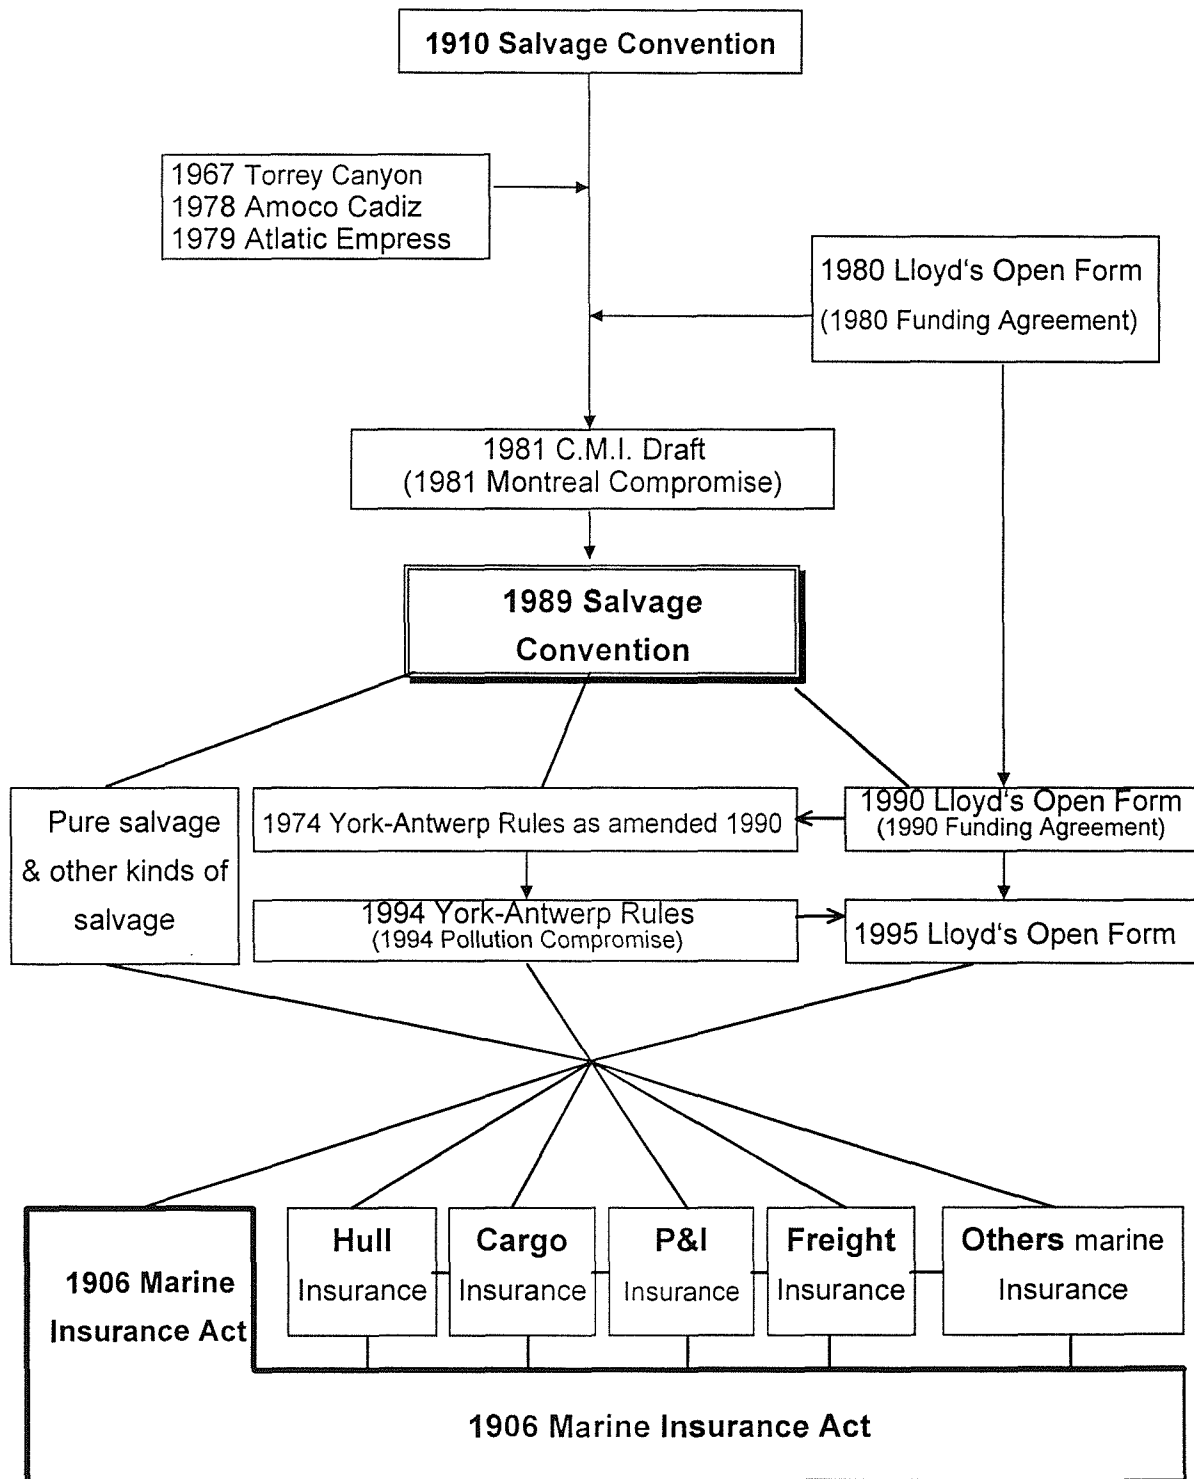 1910 Salvage Convention
1967 Torrey Canyon
1978 Amoco Cadiz
1979 Atlatic Empress
1980 Lloyd‘s Open Form
(1980 Funding Agreement)
1981 C.M.I. Draft
(1981 Montreal Compromise)
1989 Salvage
Convention
Pure salvage
& other kinds of
salvage
1974 York-Antwerp Rules as amended 1990
1990 Lloyd‘s Open Form
(1990 Funding Agreement)
1994 York-Antwerp Rules
(1994 Pollution Compromise)
1995 Lloyd‘s Open Form
1906 Marine
Insurance Act
Hull
Insurance
Cargo
Insurance
P&I
Insurance
Freight
Insurance
Others marine
Insurance
1906 Marine Insurance Act